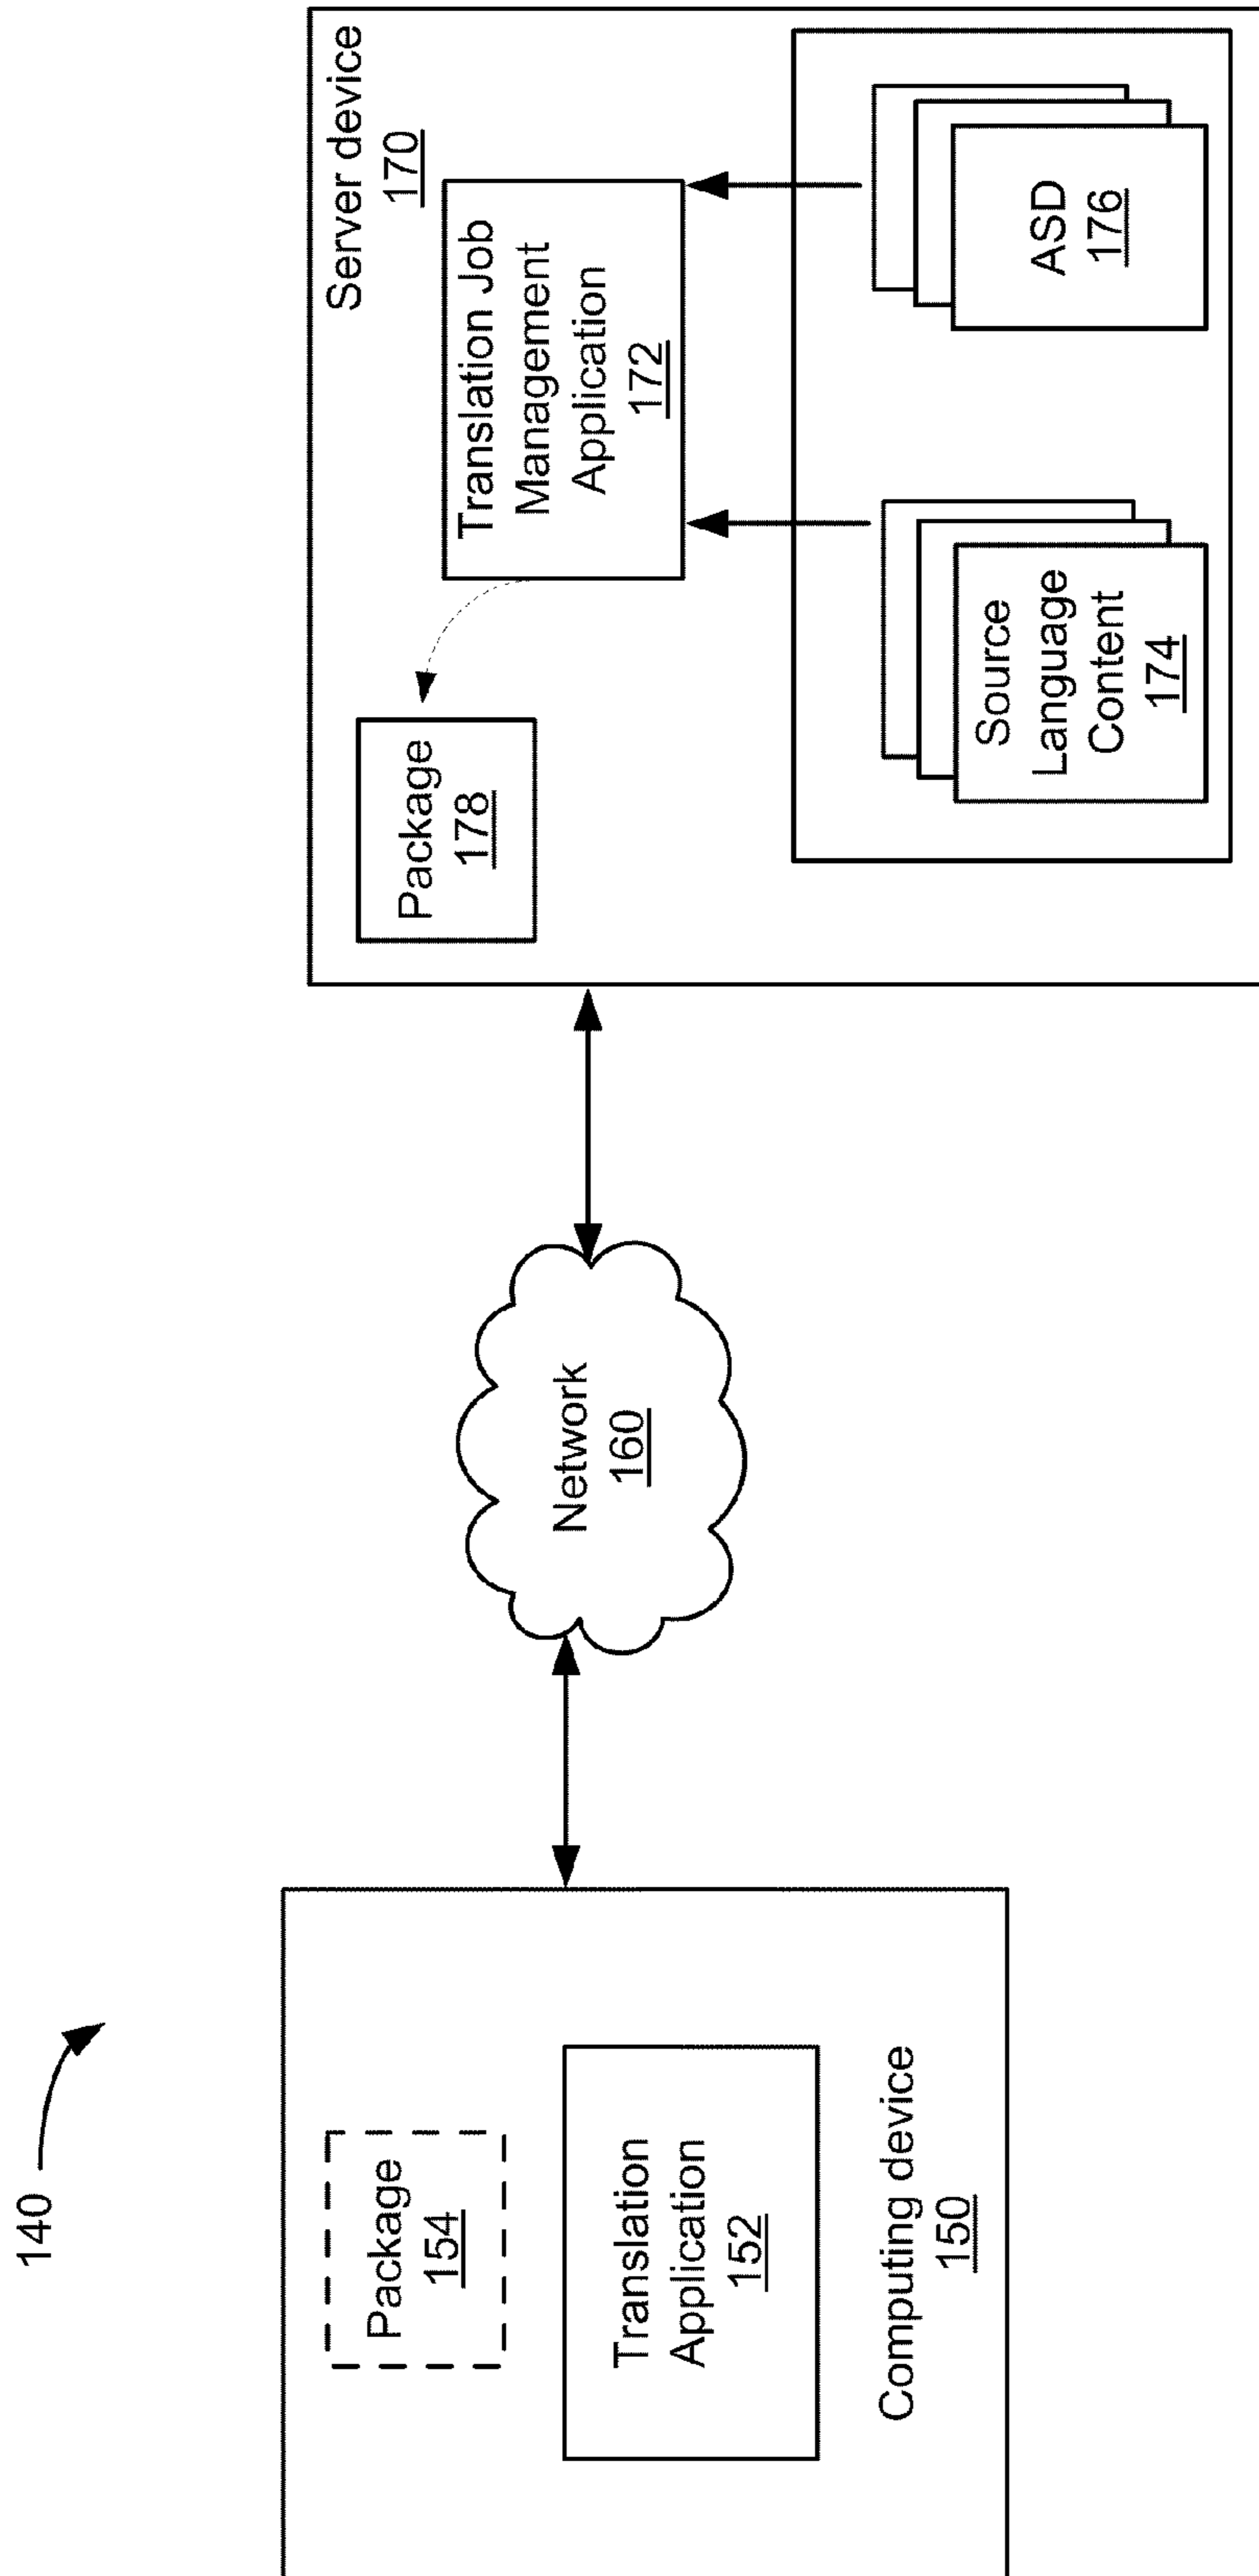 140
Package
154
Translation
Application
152
Computing device
150
Network
160
Server device
170
Package
178
Translation Job
Management
Application
172
Source
Language
Content
174
ASD
176